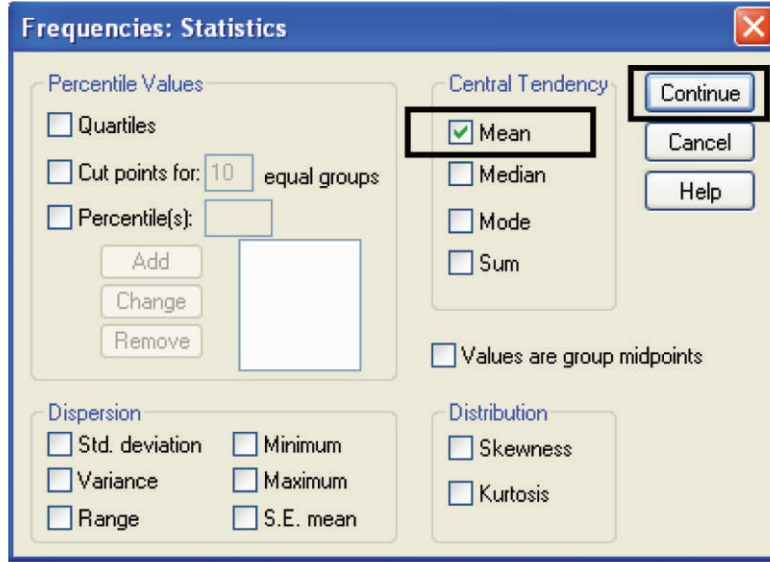 Frequencies: Statistics
Percentile Values
Quartiles
Cut points for: 10 equal groups
Percentile(s):
Add
Change
Remove
Central Tendency
Mean
Median
Mode
Sum
Continue
Cancel
Help
Values are group midpoints
Dispersion
Std. deviation Minimum
Variance Maximum
Range S.E. mean
Distribution
Skewness
Kurtosis